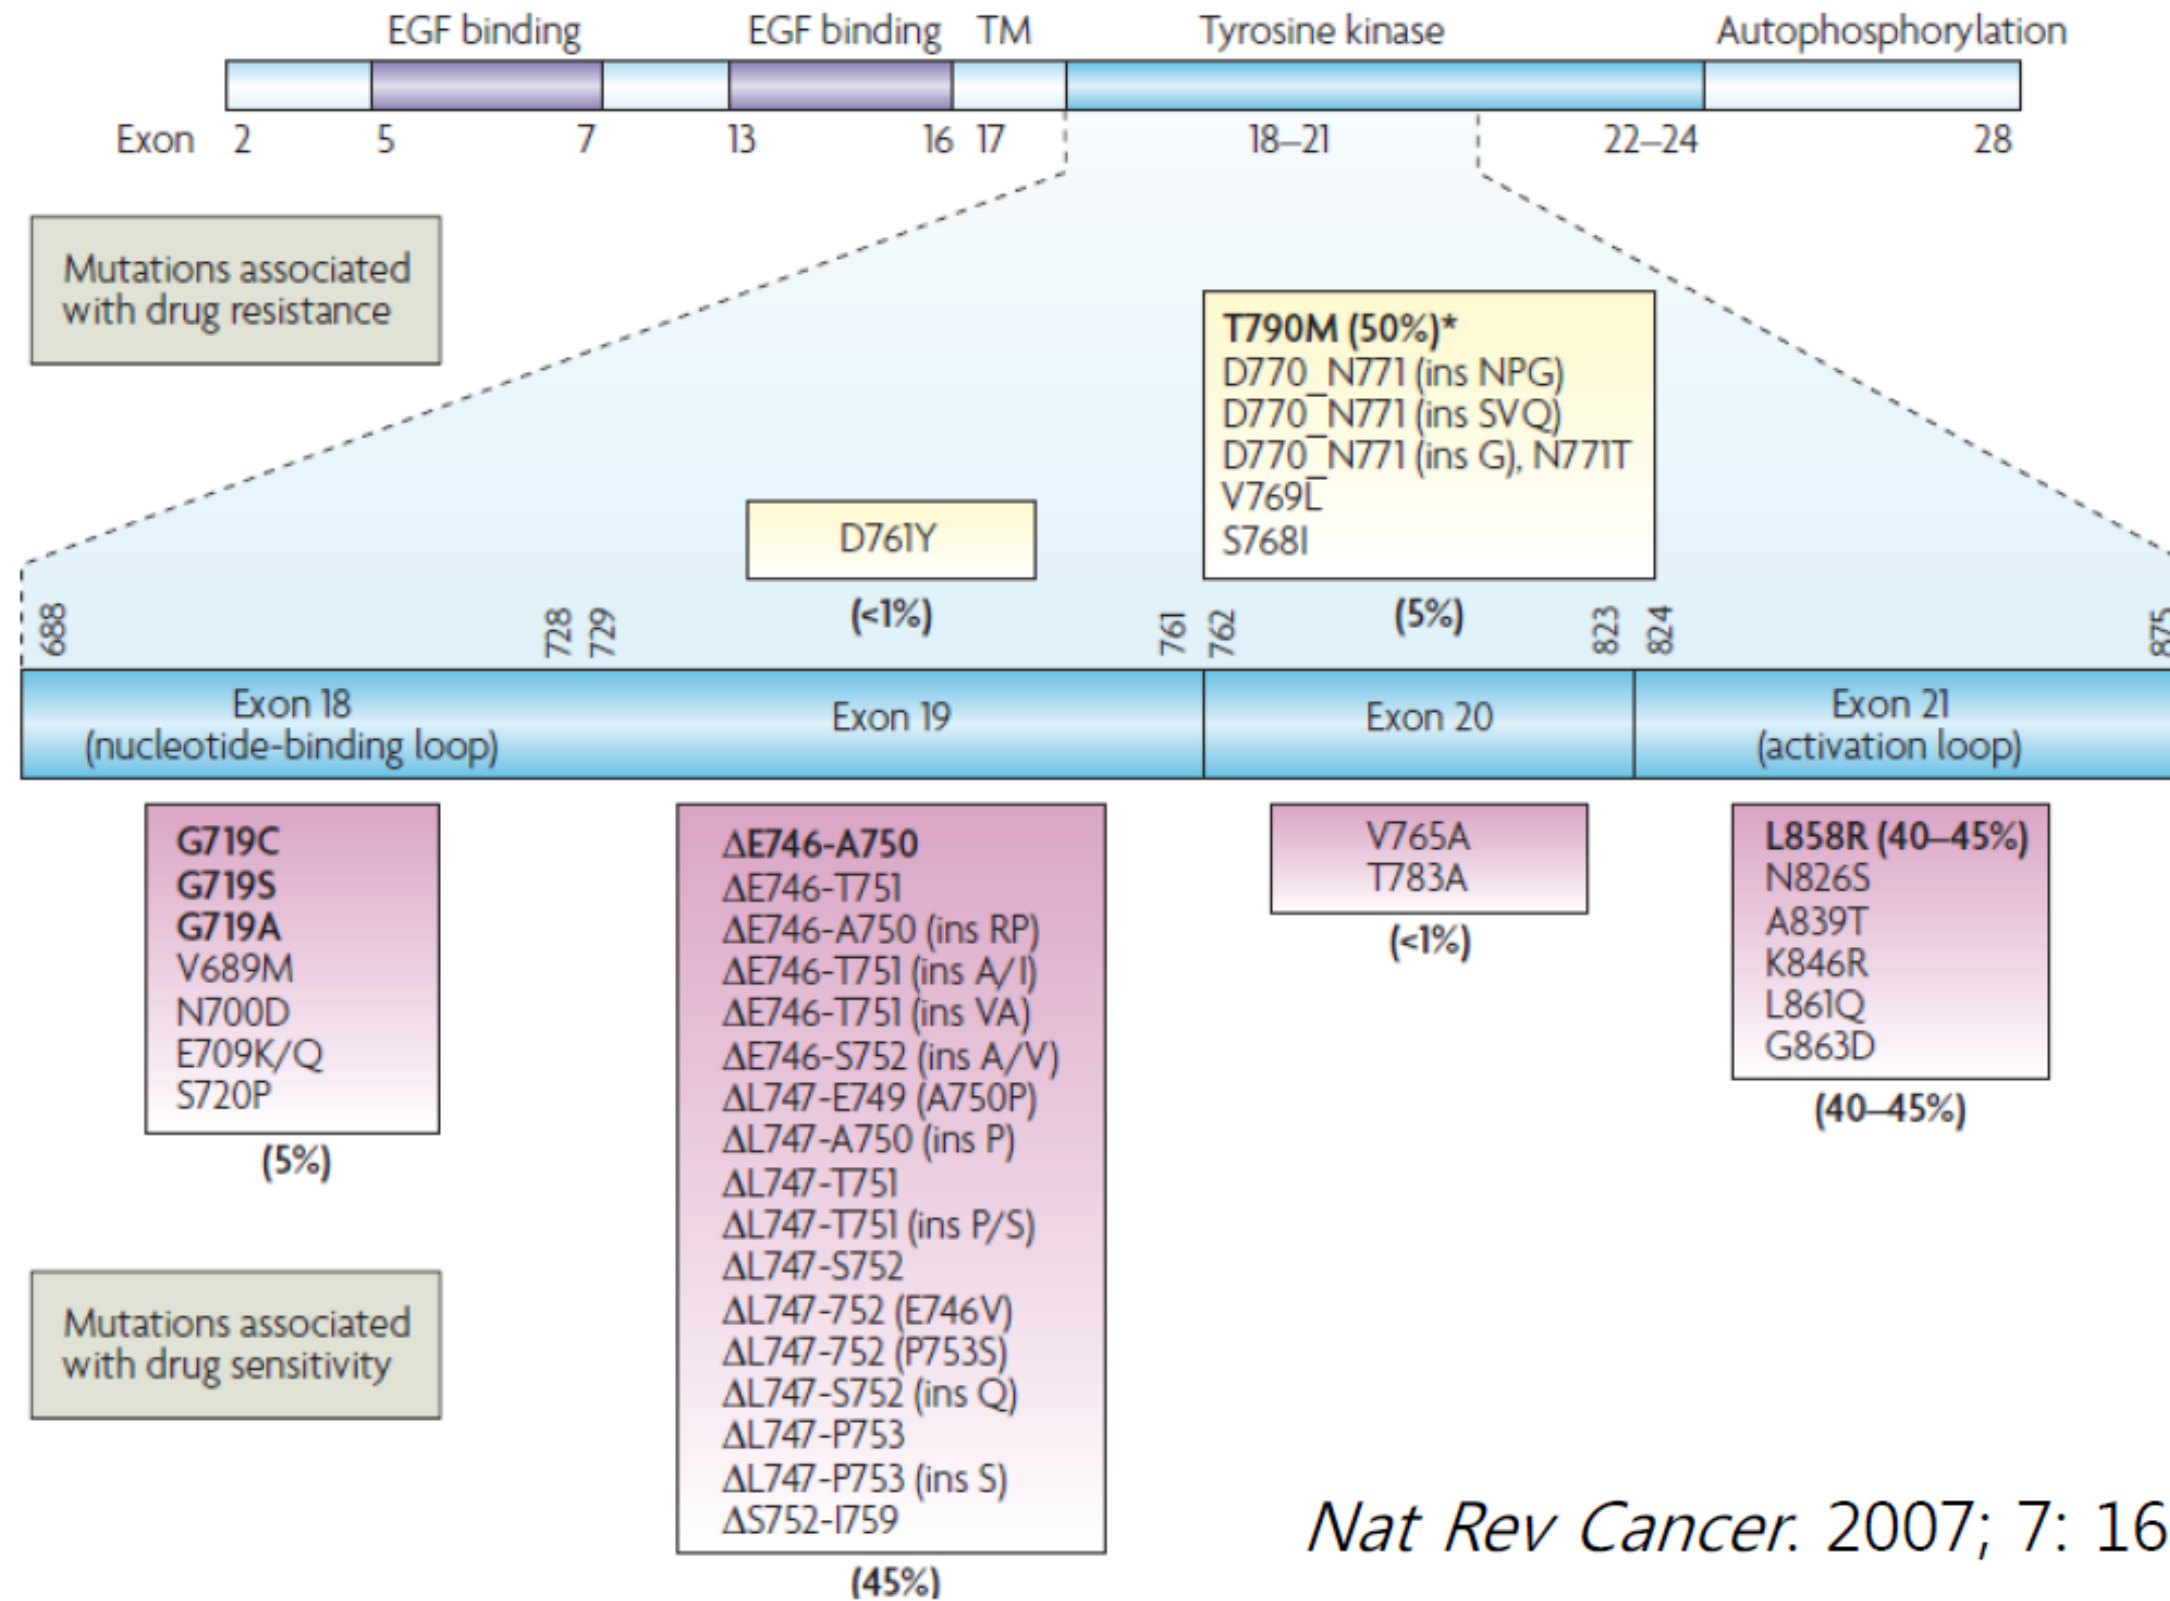 EGF binding EGF binding TM Tyrosine kinase Autophosphorylation
Exon 2 5 7 13 16 17 18–21 22–24 28
Mutations associated
with drug resistance
T790M (50%)*
D770_N771 (ins NPG)
D770_N771 (ins SVQ)
D770_N771 (ins G), N771T
V769L
S768I
D761Y
(<1%)
(5%)
688 728 729 761 762 823 824 875
Exon 18
(nucleotide-binding loop)
Exon 19
Exon 20
Exon 21
(activation loop)
G719C
G719S
G719A
V689M
N700D
E709K/Q
S720P
(5%)
ΔE746-A750
ΔE746-T751
ΔE746-A750 (ins RP)
ΔE746-T751 (ins A/I)
ΔE746-T751 (ins VA)
ΔE746-S752 (ins A/V)
ΔL747-E749 (A750P)
ΔL747-A750 (ins P)
ΔL747-T751
ΔL747-T751 (ins P/S)
ΔL747-S752
ΔL747-752 (E746V)
ΔL747-752 (P753S)
ΔL747-S752 (ins Q)
ΔL747-P753
ΔL747-P753 (ins S)
ΔS752-I759
(45%)
V765A
T783A
(<1%)
L858R (40–45%)
N826S
A839T
K846R
L861Q
G863D
(40–45%)
Mutations associated
with drug sensitivity
Nat Rev Cancer. 2007; 7: 16